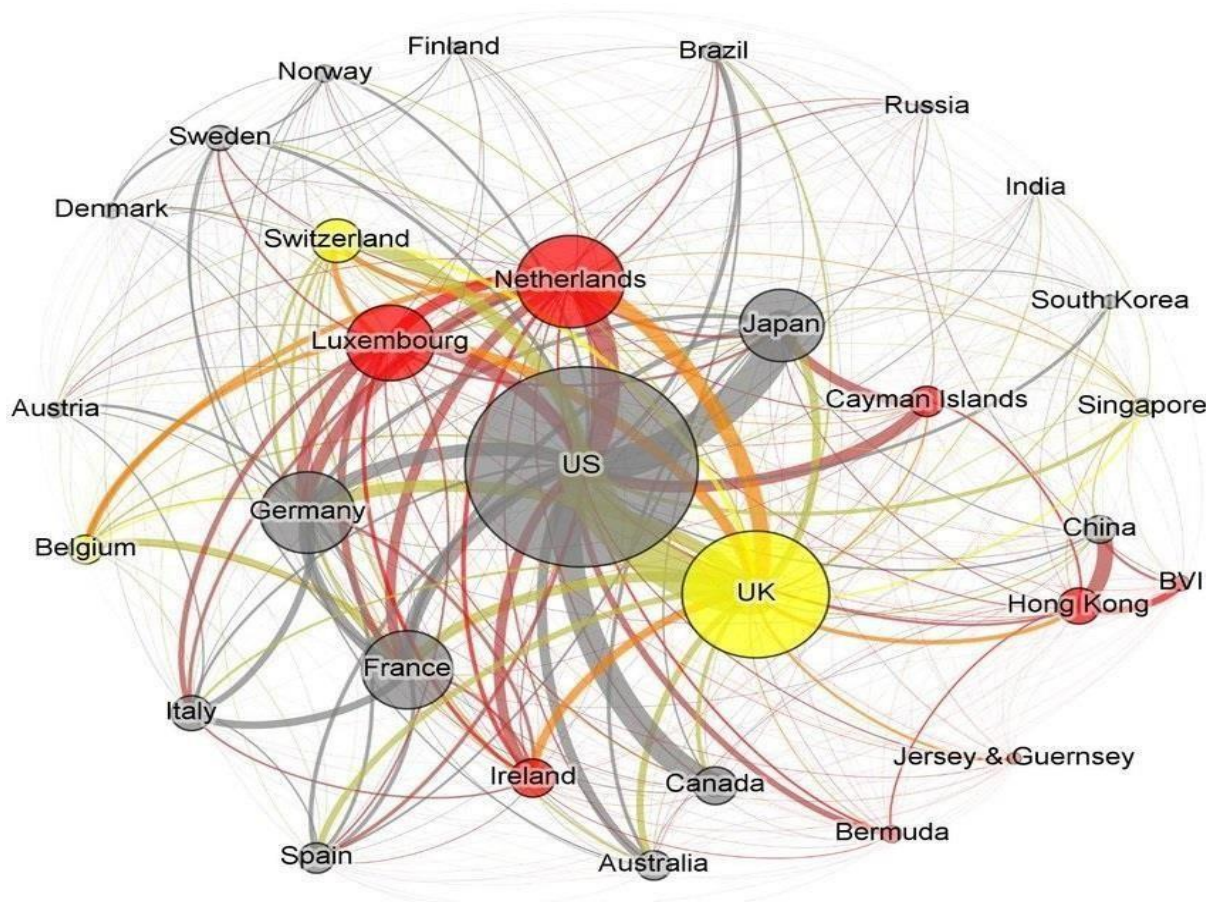 Finland
Brazil
Norway
Russia
Sweden
India
Denmark
Switzerland
Netherlands
South Korea
Japan
Luxembourg
Cayman Islands
Singapore
Austria
US
Germany
China
Belgium
BVI
UK
Hong Kong
France
Italy
Jersey & Guernsey
Ireland
Canada
Bermuda
Spain
Australia